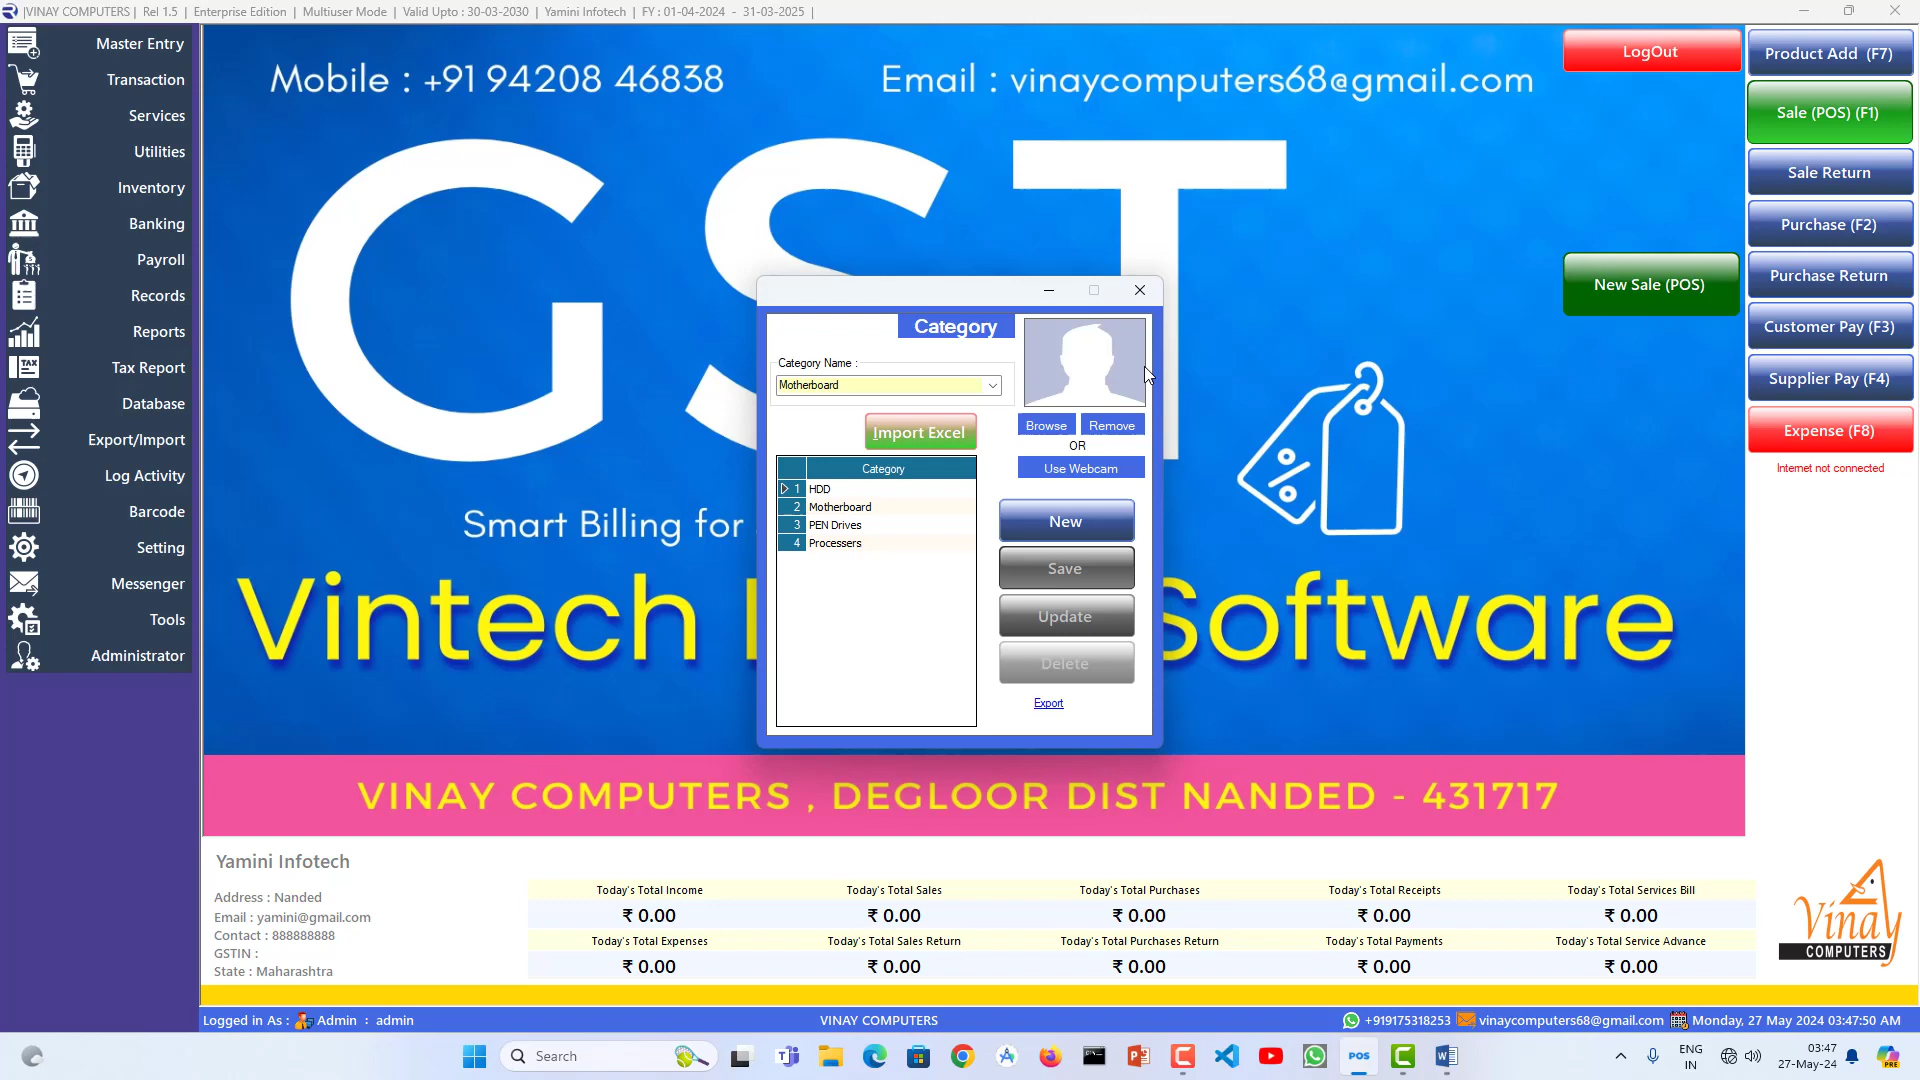 |VINAY COMPUTERS | Rel 1.5 | Enterprise Edition | Multiuser Mode | Valid Upto : 30-03-2030 | Yamini Infotech | FY : 01-04-2024 - 31-03-2025 |
Master Entry
Transaction
Services
Utilities
Inventory
Banking
Payroll
Records
Reports
TAX
Tax Report
Database
Export/Import
Log Activity
Barcode
Setting
Messenger
Tools
Administrator
Mobile : +91 94208 46838
Email : vinaycomputers68@gmail.com
GST
Smart Billing for
Vintech
Software
VINAY COMPUTERS , DEGLOOR DIST NANDED - 431717
LogOut
New Sale (POS)
Product Add (F7)
Sale (POS) (F1)
Sale Return
Purchase (F2)
Purchase Return
Customer Pay (F3)
Supplier Pay (F4)
Expense (F8)
Internet not connected
Category
Category Name :
Motherboard
Import Excel
Browse
Remove
OR
Use Webcam
Category
1 HDD
2 Motherboard
3 PEN Drives
4 Processers
New
Save
Update
Delete
Export
Yamini Infotech
Address : Nanded
Email : yamini@gmail.com
Contact : 888888888
GSTIN :
State : Maharashtra
Today's Total Income
Today's Total Sales
Today's Total Purchases
Today's Total Receipts
Today's Total Services Bill
₹ 0.00
₹ 0.00
₹ 0.00
₹ 0.00
₹ 0.00
Today's Total Expenses
Today's Total Sales Return
Today's Total Purchases Return
Today's Total Payments
Today's Total Service Advance
₹ 0.00
₹ 0.00
₹ 0.00
₹ 0.00
₹ 0.00
Vinay
COMPUTERS
Logged in As : Admin : admin
VINAY COMPUTERS
+919175318253
vinaycomputers68@gmail.com
Monday, 27 May 2024 03:47:50 AM
Search
POS
ENG
IN
03:47
27-May-24
PRE